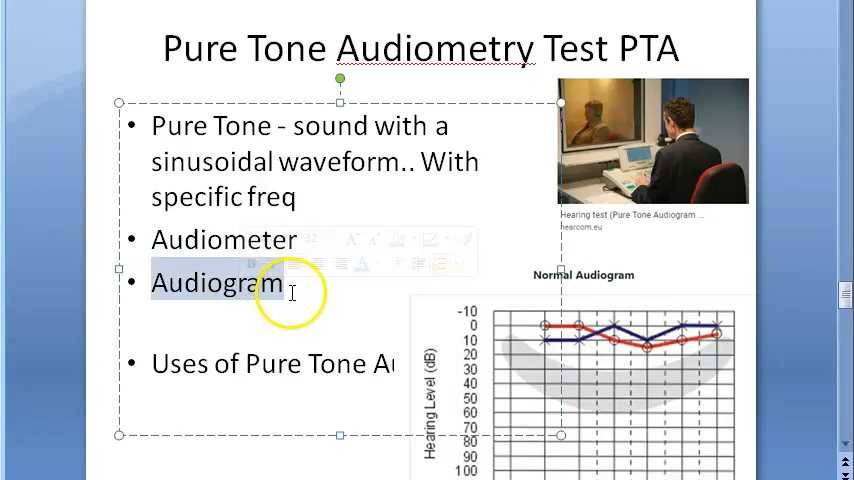 Pure Tone Audiometry Test PTA
• Pure Tone - sound with a
sinusoidal waveform.. With
specific freq
• Audiometer
• Audiogram
• Uses of Pure Tone Au
Hearing test (Pure Tone Audiogram ...
hearcom.eu
32
Normal Audiogram
Hearing Level (dB)
-10
0
10
20
30
40
50
60
70
80
90
100